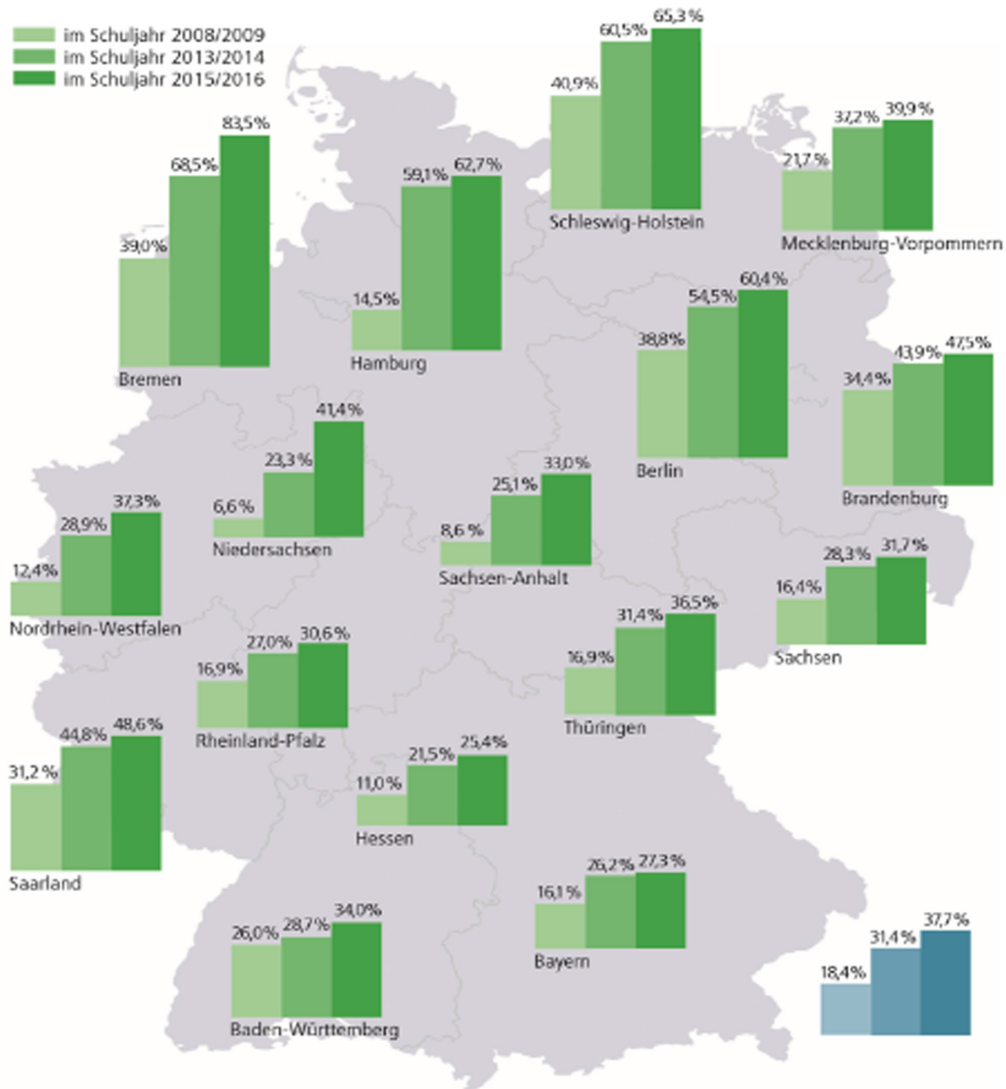 im Schuljahr 2008/2009
im Schuljahr 2013/2014
im Schuljahr 2015/2016
40,9% 60,5% 65,3%
Schleswig-Holstein
21,7% 37,2% 39,9%
Mecklenburg-Vorpommern
39,0% 68,5% 83,5%
Bremen
14,5% 59,1% 62,7%
Hamburg
38,8% 54,5% 60,4%
Berlin
34,4% 43,9% 47,5%
Brandenburg
6,6% 23,3% 41,4%
Niedersachsen
8,6% 25,1% 33,0%
Sachsen-Anhalt
12,4% 28,9% 37,3%
Nordrhein-Westfalen
16,4% 28,3% 31,7%
Sachsen
16,9% 27,0% 30,6%
Rheinland-Pfalz
16,9% 31,4% 36,5%
Thüringen
31,2% 44,8% 48,6%
Saarland
11,0% 21,5% 25,4%
Hessen
16,1% 26,2% 27,3%
Bayern
26,0% 28,7% 34,0%
Baden-Württemberg
18,4% 31,4% 37,7%